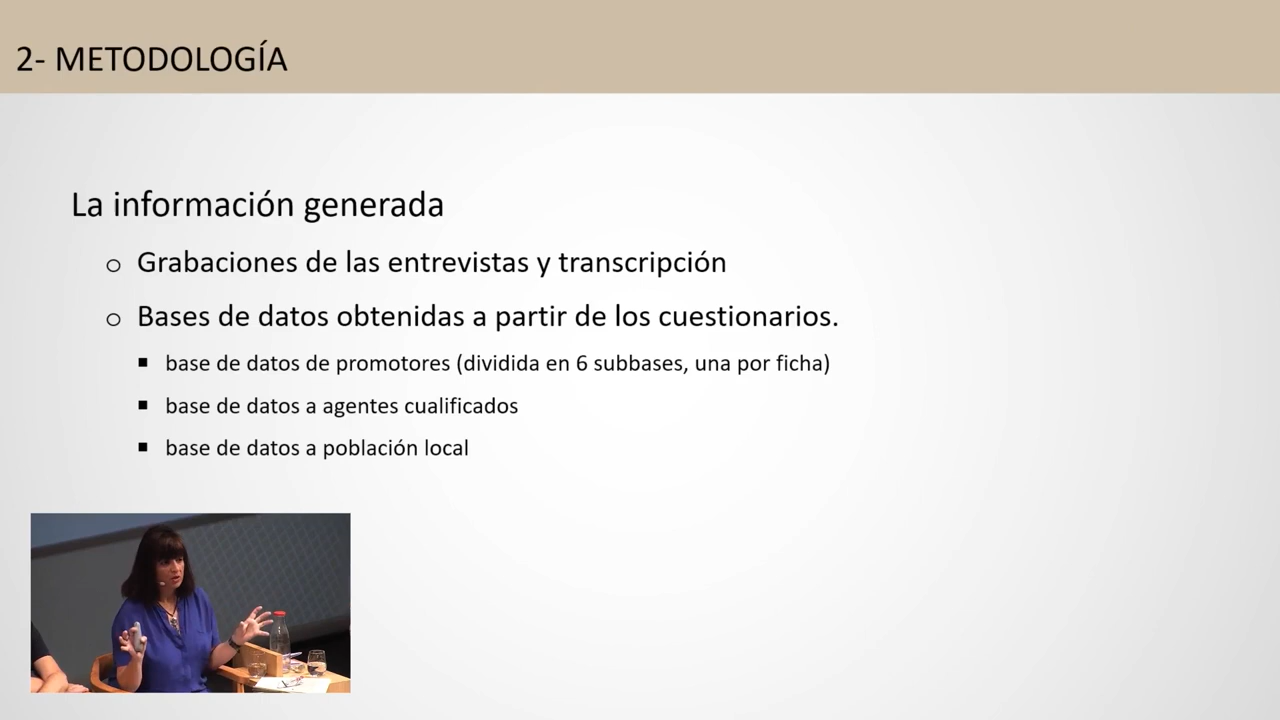 2- METODOLOGÍA
La información generada
o Grabaciones de las entrevistas y transcripción
o Bases de datos obtenidas a partir de los cuestionarios.
▪ base de datos de promotores (dividida en 6 subbases, una por ficha)
▪ base de datos a agentes cualificados
▪ base de datos a población local